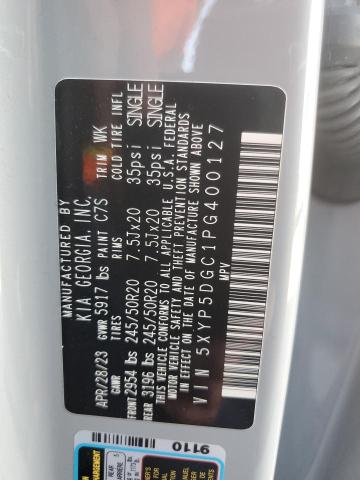 MANUFACTURED BY
KIA GEORGIA, INC.
APR/28/23 GVWR 5917 lbs PAINT C7S TRIM WK
GAWR TIRES RIMS COLD TIRE INFL
FRONT 2954 lbs 245/50R20 7.5Jx20 35psi SINGLE
REAR 3196 lbs 245/50R20 7.5Jx20 35psi SINGLE
THIS VEHICLE CONFORMS TO ALL APPLICABLE U.S.A. FEDERAL
MOTOR VEHICLE SAFETY AND THEFT PREVENTION STANDARDS
IN EFFECT ON THE DATE OF MANUFACTURE SHOWN ABOVE
VIN 5XYP5DGC1PG400127
MPV
9110